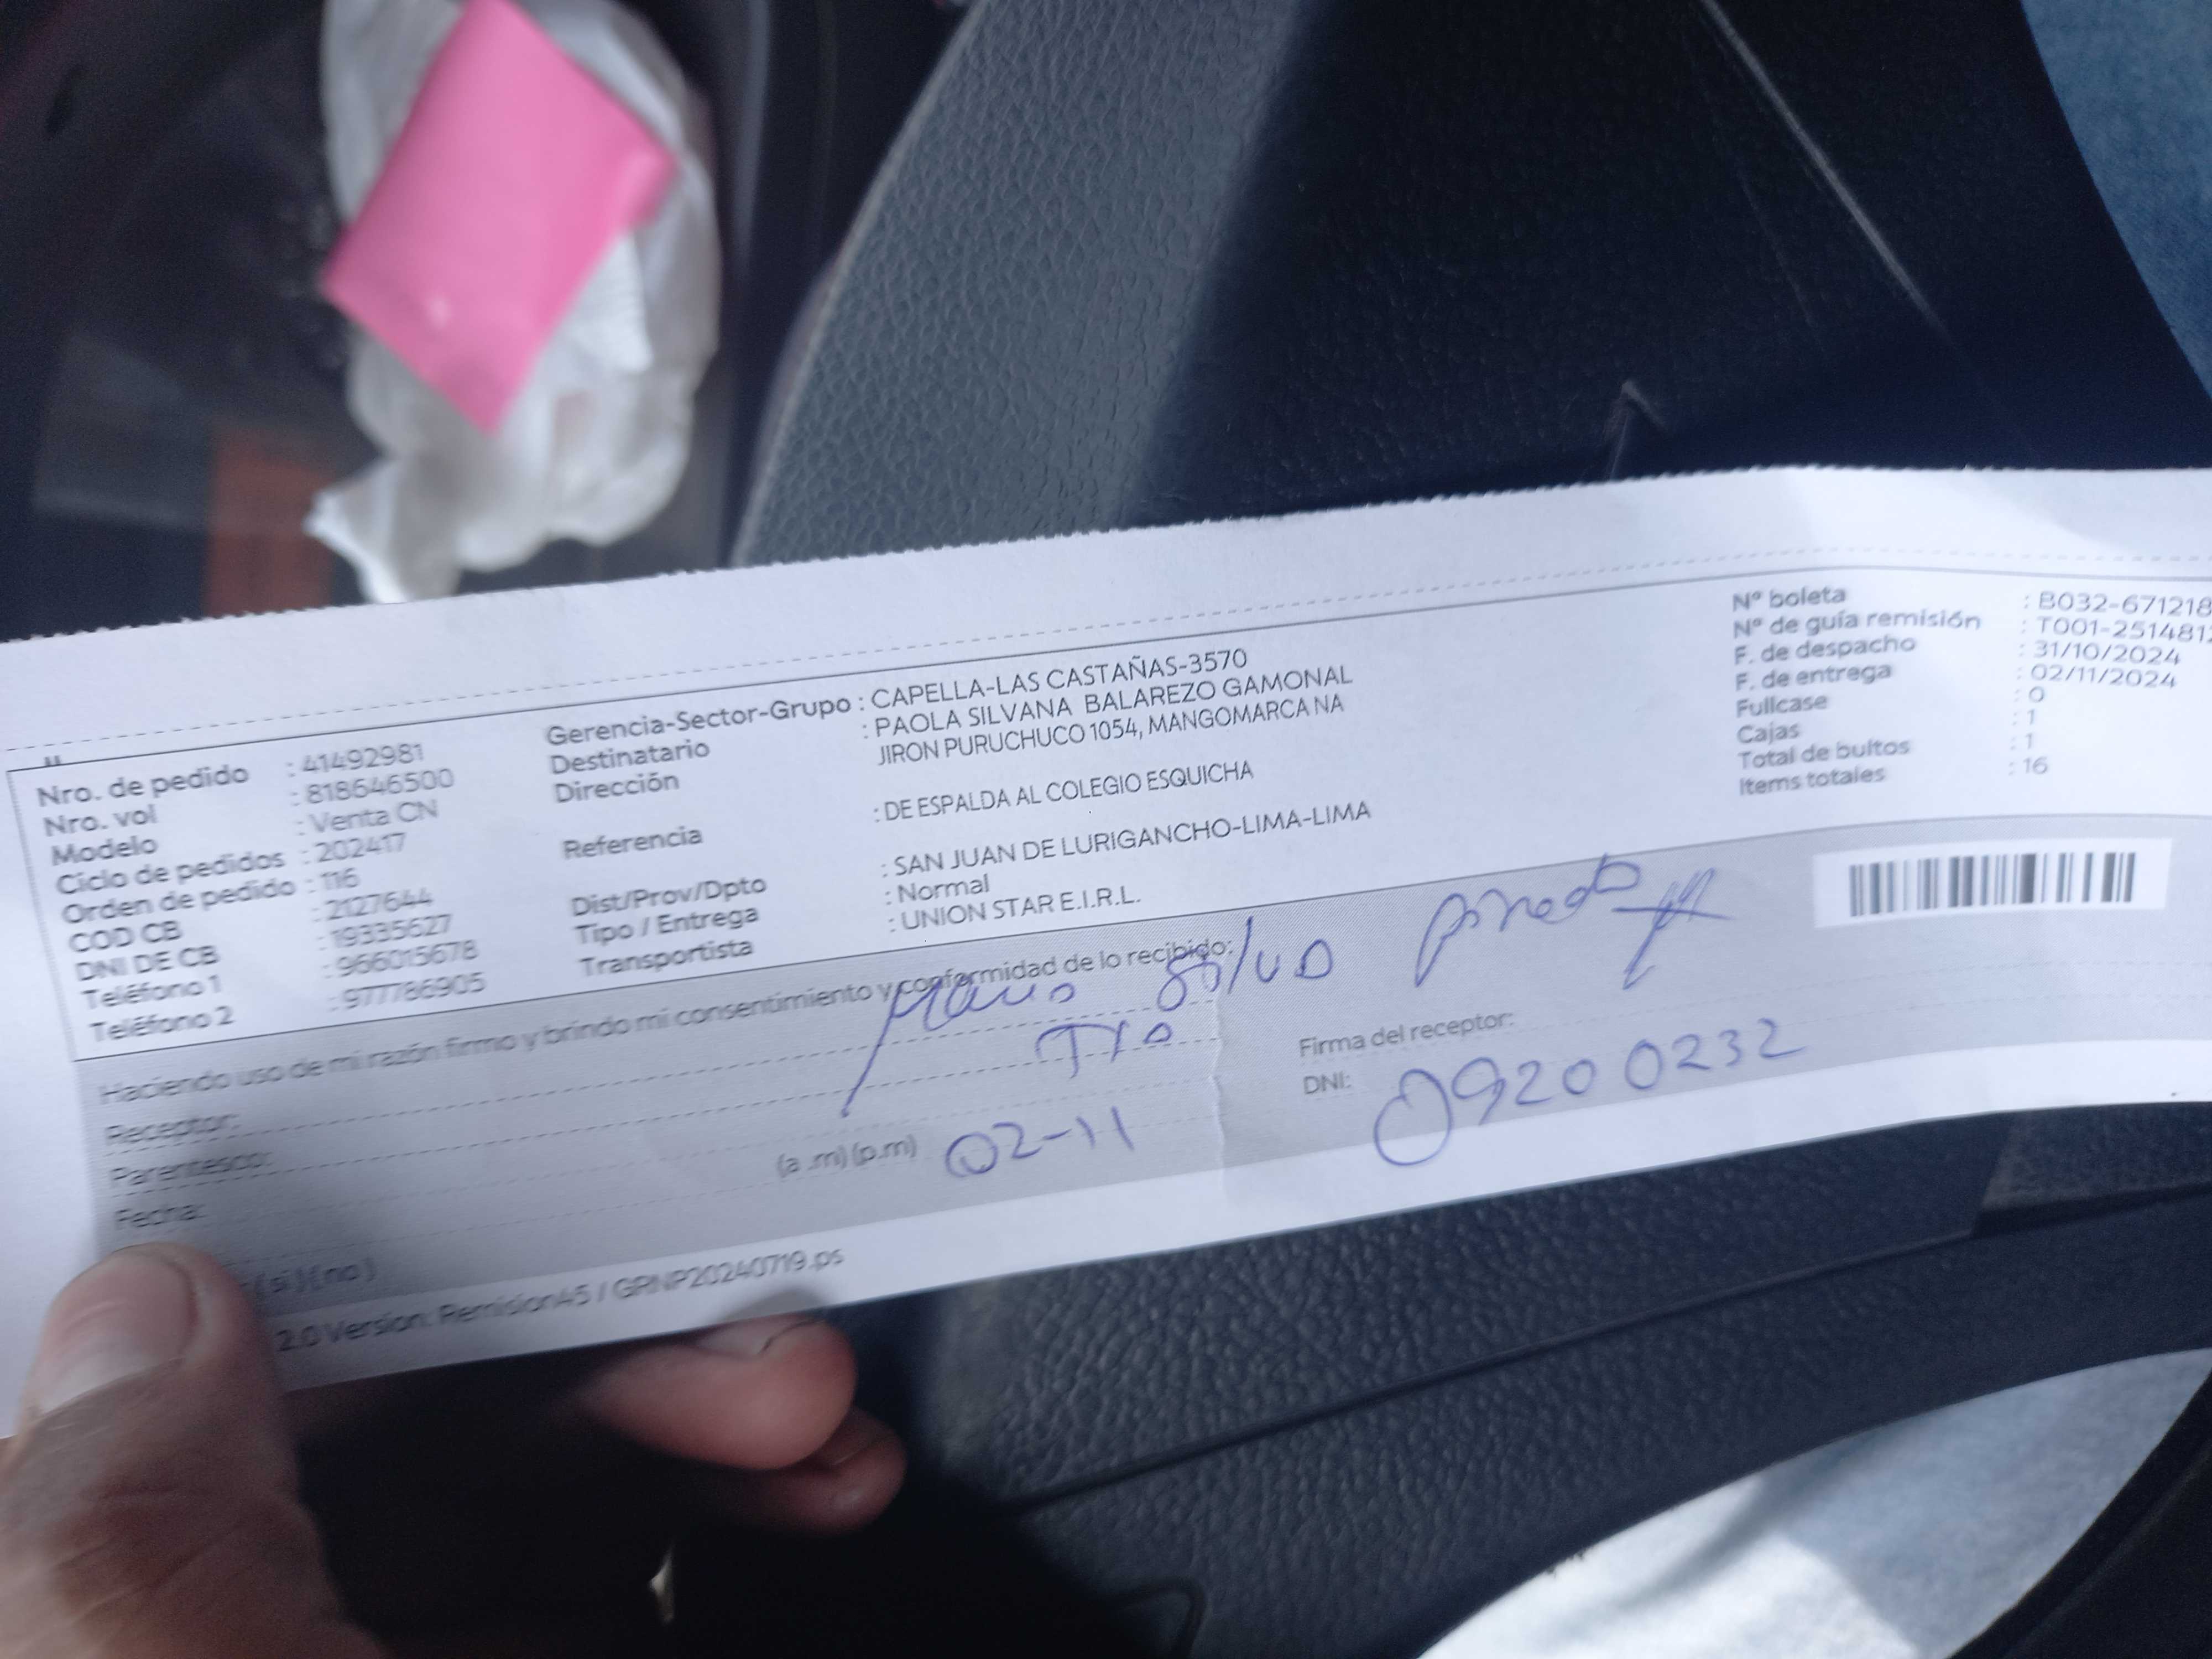 Nro. de pedido : 41492981
Nro. vol : 818646500
Modelo : Venta CN
Ciclo de pedidos : 202417
Orden de pedido : 116
COD CB : 2127644
DNI DE CB : 19335627
Teléfono 1 : 966015678
Teléfono 2 : 977786905
Gerencia-Sector-Grupo : CAPELLA-LAS CASTAÑAS-3570
Destinatario : PAOLA SILVANA BALAREZO GAMONAL
Dirección JIRON PURUCHUCO 1054, MANGOMARCA NA
Referencia : DE ESPALDA AL COLEGIO ESQUICHA
Dist/Prov/Dpto : SAN JUAN DE LURIGANCHO-LIMA-LIMA
Tipo / Entrega : Normal
Transportista : UNION STAR E.I.R.L.
Nº boleta : B032-671218
Nº de guía remisión : T001-251481
F. de despacho : 31/10/2024
F. de entrega : 02/11/2024
Fullcase : 0
Cajas : 1
Total de bultos : 1
Items totales : 16
Haciendo uso de mi razón firmo y brindo mi consentimiento y conformidad de lo recibido:
Receptor:
Parentesco: Tío
Fecha: (a .m) (p.m) 02-11
Firma del receptor:
DNI: 09200232
( si ) ( no )
2.0 Version: Remision45 / GRNP20240719.ps